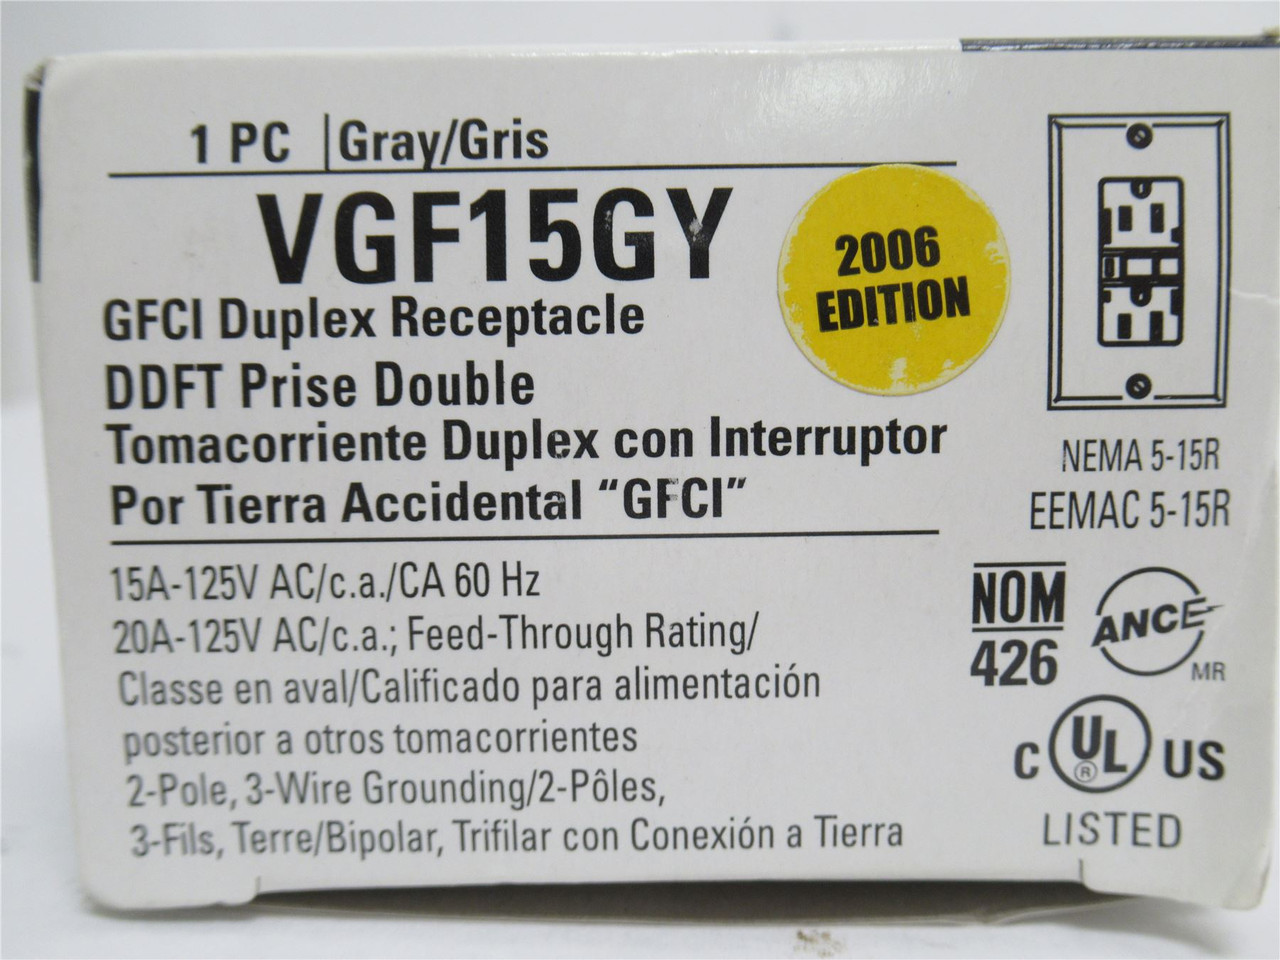 1 PC | Gray/Gris
VGF15GY
2006
EDITION
GFCI Duplex Receptacle
DDFT Prise Double
Tomacorriente Duplex con Interruptor
Por Tierra Accidental “GFCI”
NEMA 5-15R
EEMAC 5-15R
15A-125V AC/c.a./CA 60 Hz
20A-125V AC/c.a.; Feed-Through Rating/
Classe en aval/Calificado para alimentación
posterior a otros tomacorrientes
2-Pole, 3-Wire Grounding/2-Pôles,
3-Fils, Terre/Bipolar, Trifilar con Conexión a Tierra
NOM
426
ANCE
MR
C UL® US
LISTED